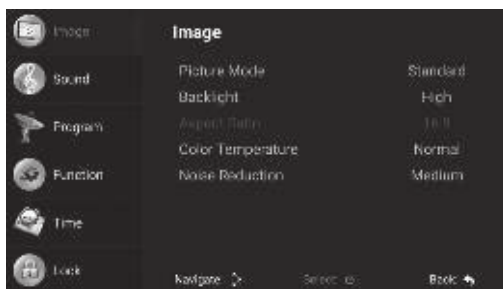 Image
Image
Picture Mode Standard
Sound
Backlight High
Aspect Ratio 16:9
Program
Color Temperature Normal
Function
Noise Reduction Medium
Time
Lock
Navigate Select Back